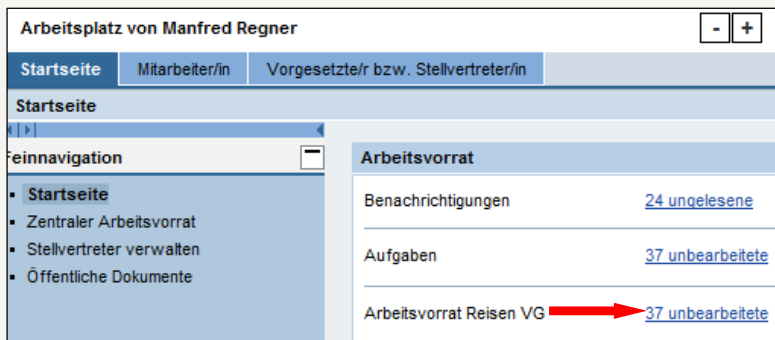 Arbeitsplatz von Manfred Regner
- +
Startseite Mitarbeiter/in Vorgesetzte/r bzw. Stellvertreter/in
Startseite
Feinnavigation
Startseite
Zentraler Arbeitsvorrat
Stellvertreter verwalten
Öffentliche Dokumente
Arbeitsvorrat
Benachrichtigungen 24 ungelesene
Aufgaben 37 unbearbeitete
Arbeitsvorrat Reisen VG 37 unbearbeitete